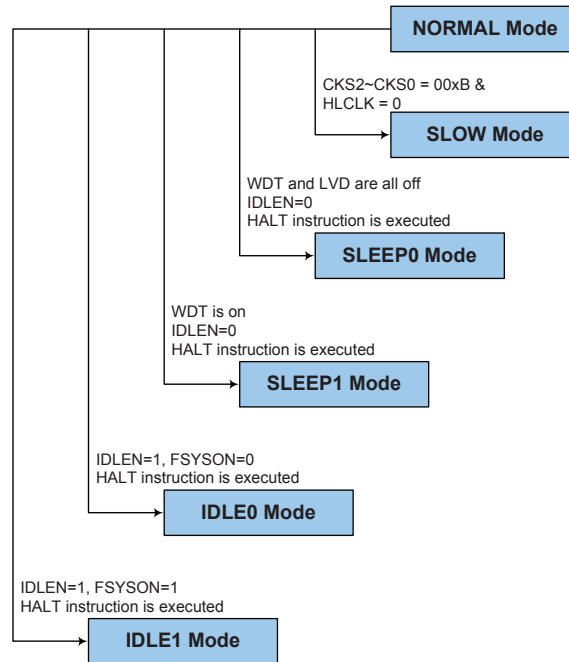 NORMAL Mode
CKS2~CKS0 = 00xB &
HLCLK = 0
SLOW Mode
WDT and LVD are all off
IDLEN=0
HALT instruction is executed
SLEEP0 Mode
WDT is on
IDLEN=0
HALT instruction is executed
SLEEP1 Mode
IDLEN=1, FSYSON=0
HALT instruction is executed
IDLE0 Mode
IDLEN=1, FSYSON=1
HALT instruction is executed
IDLE1 Mode